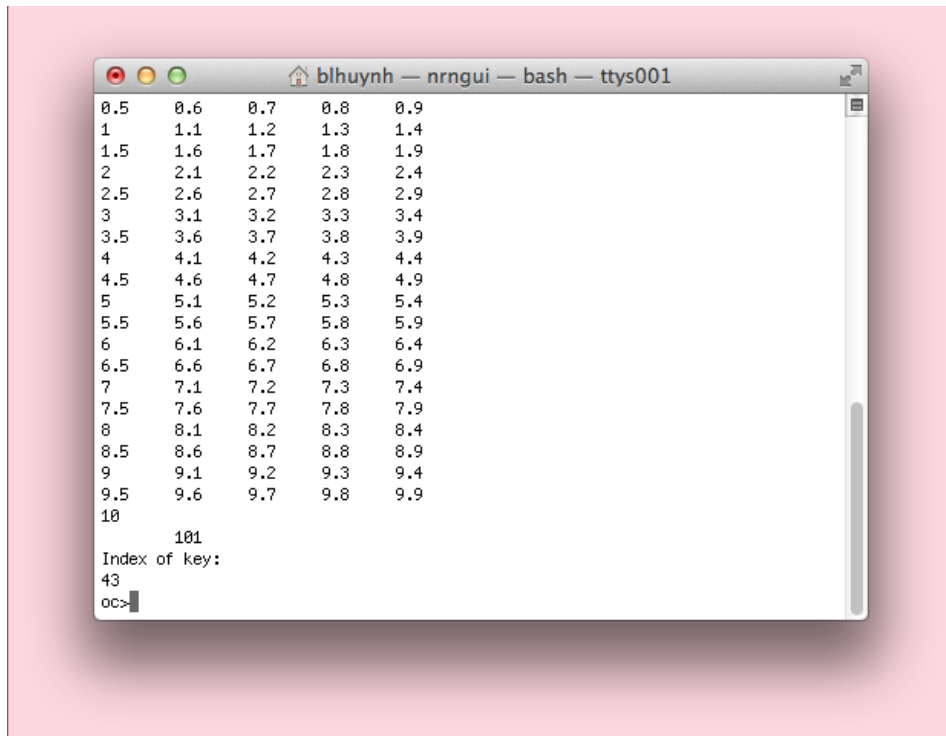 blhuynh — nrngui — bash — ttys001
0.5 0.6 0.7 0.8 0.9
1 1.1 1.2 1.3 1.4
1.5 1.6 1.7 1.8 1.9
2 2.1 2.2 2.3 2.4
2.5 2.6 2.7 2.8 2.9
3 3.1 3.2 3.3 3.4
3.5 3.6 3.7 3.8 3.9
4 4.1 4.2 4.3 4.4
4.5 4.6 4.7 4.8 4.9
5 5.1 5.2 5.3 5.4
5.5 5.6 5.7 5.8 5.9
6 6.1 6.2 6.3 6.4
6.5 6.6 6.7 6.8 6.9
7 7.1 7.2 7.3 7.4
7.5 7.6 7.7 7.8 7.9
8 8.1 8.2 8.3 8.4
8.5 8.6 8.7 8.8 8.9
9 9.1 9.2 9.3 9.4
9.5 9.6 9.7 9.8 9.9
10
101
Index of key:
43
oc>